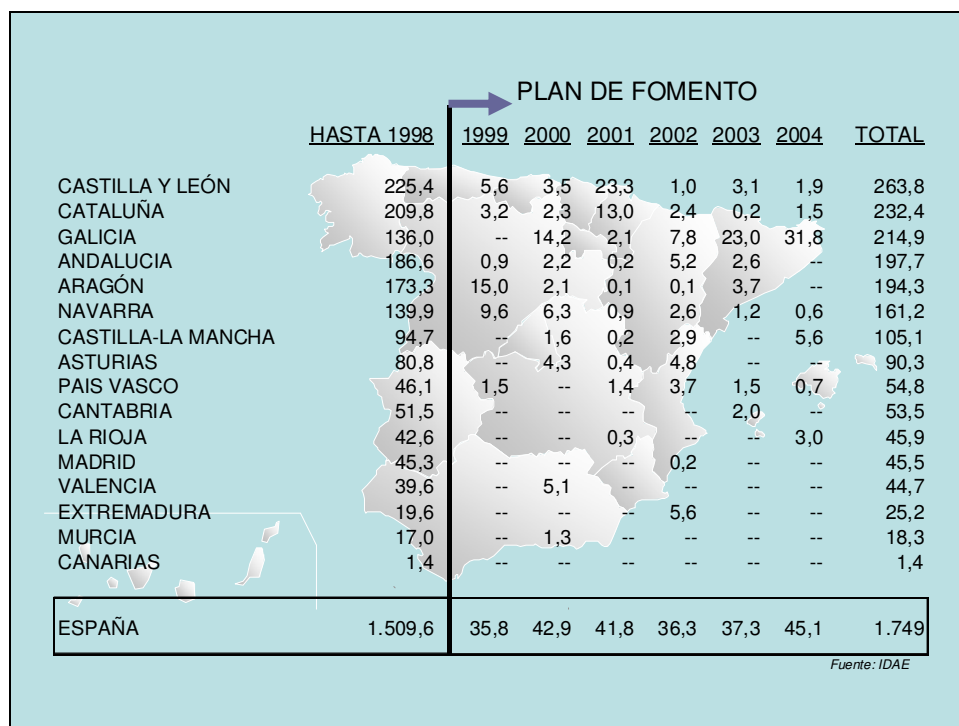 PLAN DE FOMENTO
HASTA 1998 1999 2000 2001 2002 2003 2004 TOTAL
CASTILLA Y LEÓN 225,4 5,6 3,5 23,3 1,0 3,1 1,9 263,8
CATALUÑA 209,8 3,2 2,3 13,0 2,4 0,2 1,5 232,4
GALICIA 136,0 -- 14,2 2,1 7,8 23,0 31,8 214,9
ANDALUCIA 186,6 0,9 2,2 0,2 5,2 2,6 -- 197,7
ARAGÓN 173,3 15,0 2,1 0,1 0,1 3,7 -- 194,3
NAVARRA 139,9 9,6 6,3 0,9 2,6 1,2 0,6 161,2
CASTILLA-LA MANCHA 94,7 -- 1,6 0,2 2,9 -- 5,6 105,1
ASTURIAS 80,8 -- 4,3 0,4 4,8 -- -- 90,3
PAIS VASCO 46,1 1,5 -- 1,4 3,7 1,5 0,7 54,8
CANTABRIA 51,5 -- -- -- -- 2,0 -- 53,5
LA RIOJA 42,6 -- -- 0,3 -- -- 3,0 45,9
MADRID 45,3 -- -- -- 0,2 -- -- 45,5
VALENCIA 39,6 -- 5,1 -- -- -- -- 44,7
EXTREMADURA 19,6 -- -- -- 5,6 -- -- 25,2
MURCIA 17,0 -- 1,3 -- -- -- -- 18,3
CANARIAS 1,4 -- -- -- -- -- -- 1,4
ESPAÑA 1.509,6 35,8 42,9 41,8 36,3 37,3 45,1 1.749
Fuente: IDAE